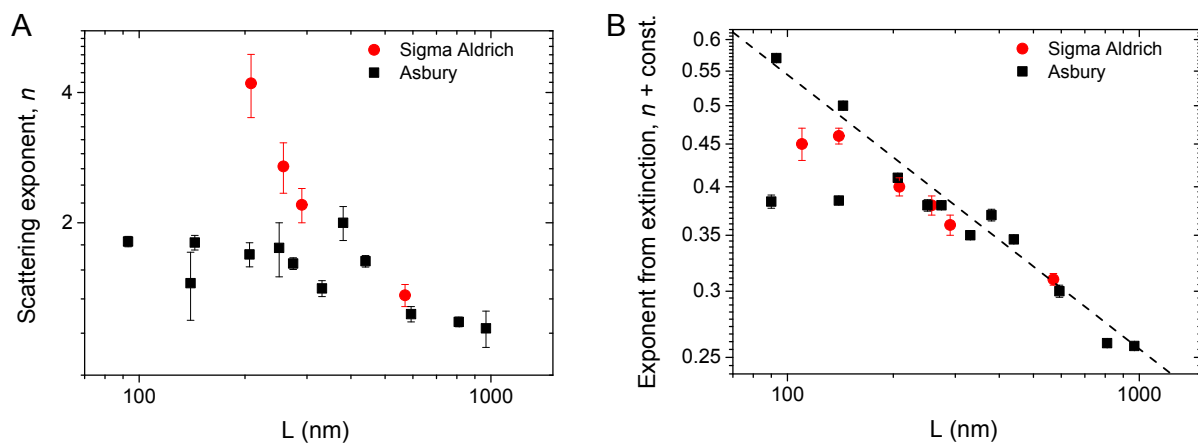 A
Sigma Aldrich
Asbury
4
2
Scattering exponent, n
100
1000
L (nm)
B
Sigma Aldrich
Asbury
0.6
0.55
0.5
0.45
0.4
0.35
0.3
0.25
Exponent from extinction, n + const.
100
1000
L (nm)